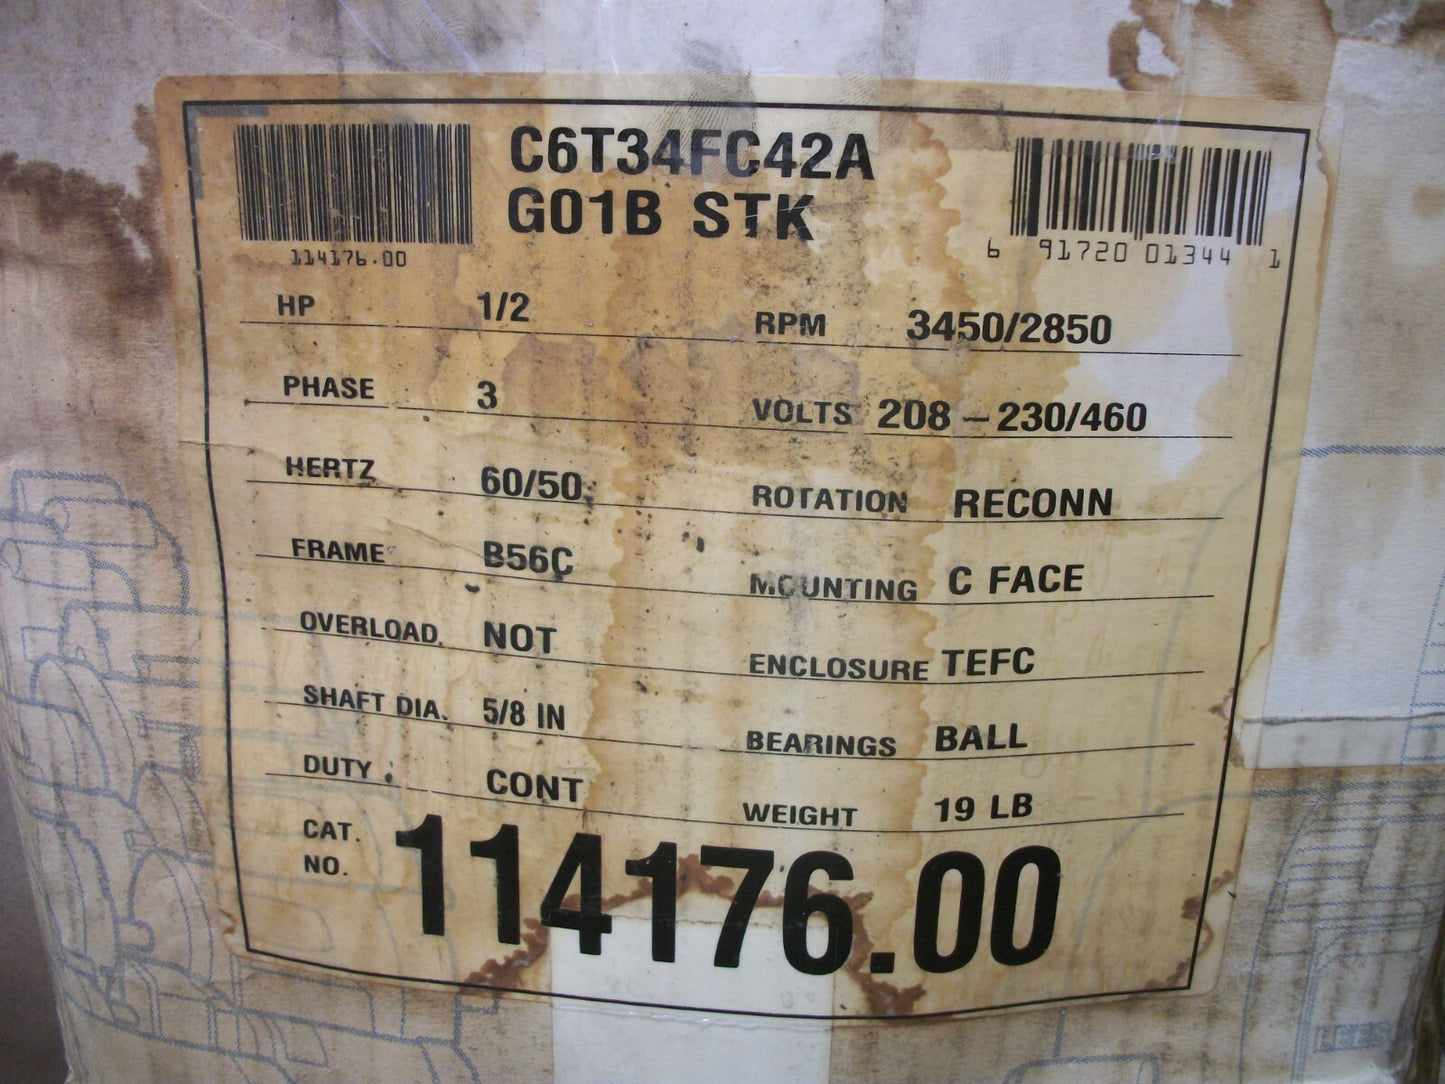 C6T34FC42A
G01B STK
114176.00
6 91720 01344 1
HP 1/2
RPM 3450/2850
PHASE 3
VOLTS 208-230/460
HERTZ 60/50
ROTATION RECONN
FRAME B56C
MOUNTING C FACE
OVERLOAD NOT
ENCLOSURE TEFC
SHAFT DIA. 5/8 IN
BEARINGS BALL
DUTY CONT
WEIGHT 19 LB
CAT.
NO. 114176.00